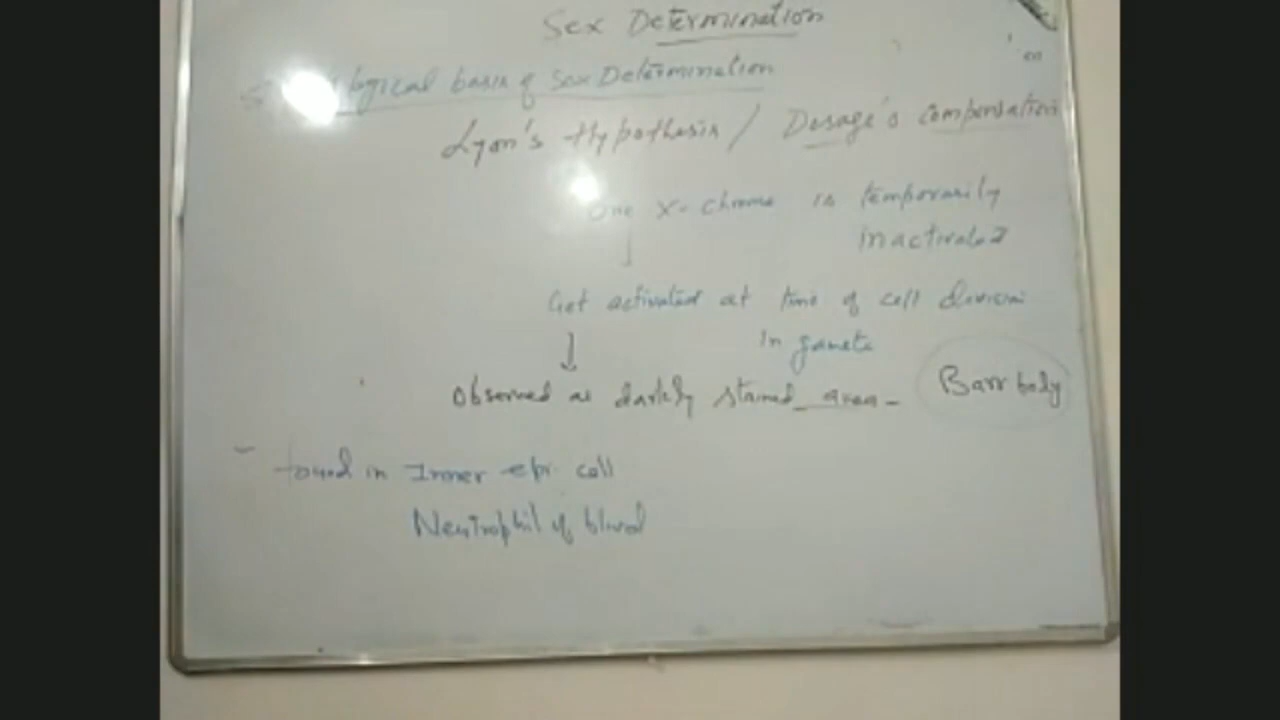 Sex Determination
logical basis of Sex Determination
Lyon's Hypothesis / Dosage's compensation
One X-chromo is temporarily
inactivated
Get activated at time of cell division
in gamete
Observed as darkly stained area - Barr body
- found in Inner epi. cell
Neutrophil of blood